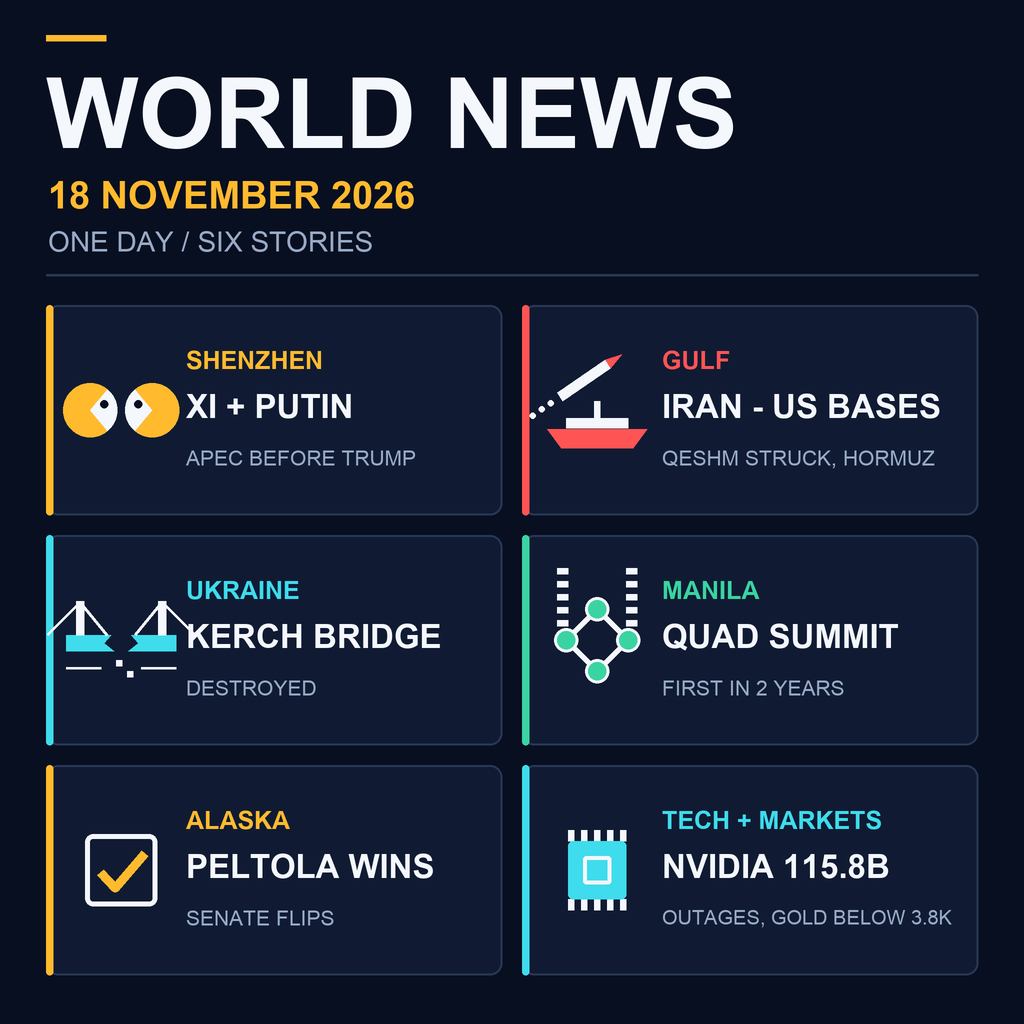 WORLD NEWS
18 NOVEMBER 2026
ONE DAY / SIX STORIES
SHENZHEN
XI + PUTIN
APEC BEFORE TRUMP
GULF
IRAN - US BASES
QESHM STRUCK, HORMUZ
UKRAINE
KERCH BRIDGE
DESTROYED
MANILA
QUAD SUMMIT
FIRST IN 2 YEARS
ALASKA
PELTOLA WINS
SENATE FLIPS
TECH + MARKETS
NVIDIA 115.8B
OUTAGES, GOLD BELOW 3.8K